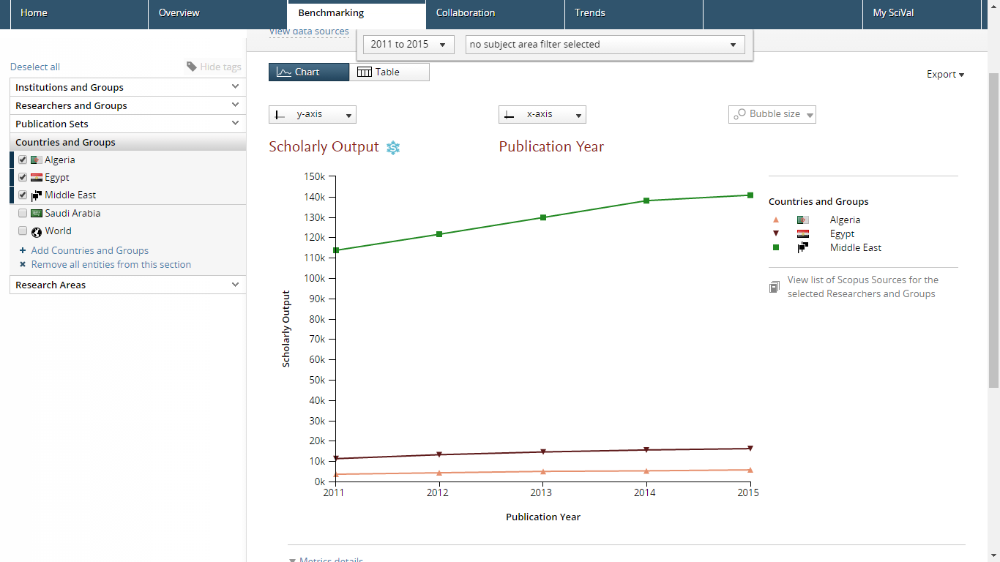 Home Overview Benchmarking Collaboration Trends My SciVal
View data sources
2011 to 2015 no subject area filter selected
Deselect all Hide tags
Institutions and Groups
Researchers and Groups
Publication Sets
Countries and Groups
Algeria
Egypt
Middle East
Saudi Arabia
World
Add Countries and Groups
Remove all entities from this section
Research Areas
Chart Table
Export
y-axis x-axis Bubble size
Scholarly Output Publication Year
150k
140k
130k
120k
110k
100k
90k
80k
70k
60k
50k
40k
30k
20k
10k
0k
Scholarly Output
2011 2012 2013 2014 2015
Publication Year
Countries and Groups
Algeria
Egypt
Middle East
View list of Scopus Sources for the
selected Researchers and Groups
Metrics details